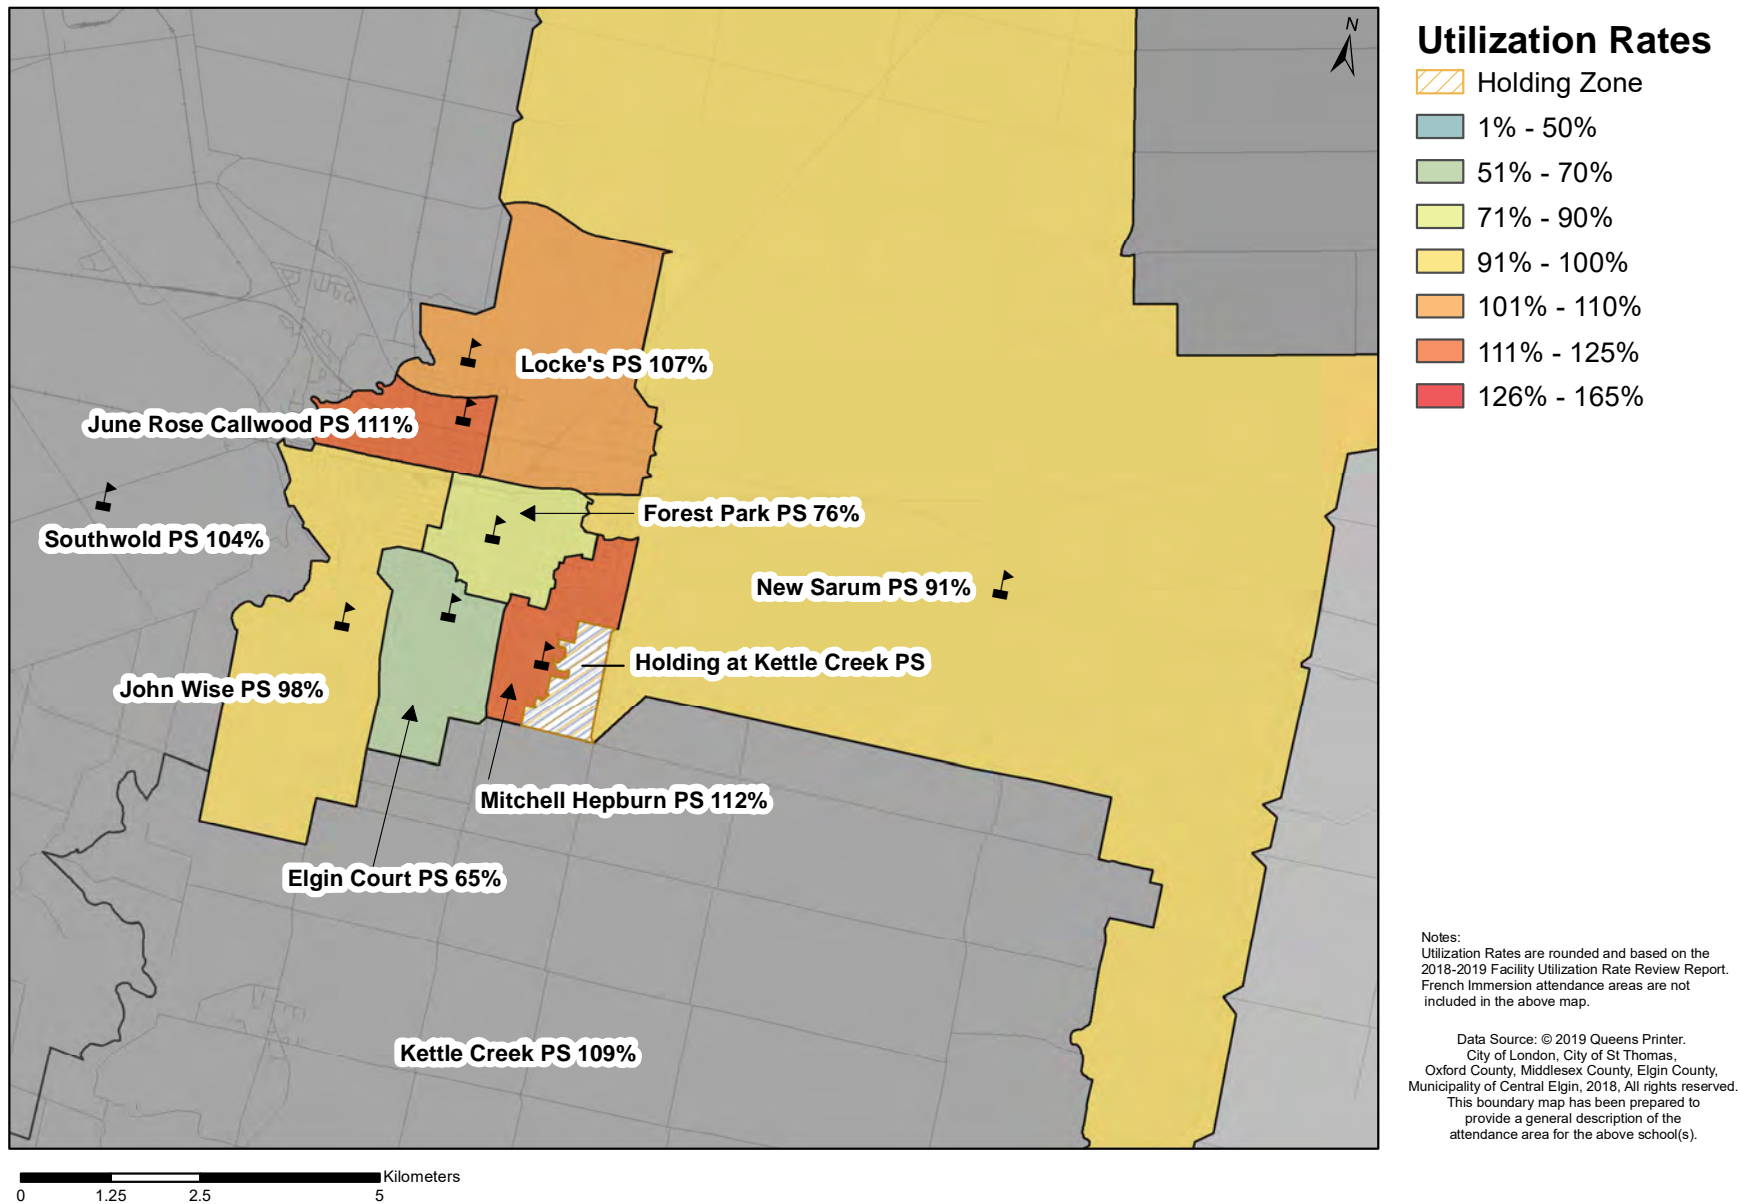 N
Locke's PS 107%
June Rose Callwood PS 111%
Forest Park PS 76%
Southwold PS 104%
New Sarum PS 91%
Holding at Kettle Creek PS
John Wise PS 98%
Mitchell Hepburn PS 112%
Elgin Court PS 65%
Kettle Creek PS 109%
Kilometers
0 1.25 2.5 5
Utilization Rates
Holding Zone
1% - 50%
51% - 70%
71% - 90%
91% - 100%
101% - 110%
111% - 125%
126% - 165%
Notes:
Utilization Rates are rounded and based on the
2018-2019 Facility Utilization Rate Review Report.
French Immersion attendance areas are not
included in the above map.
Data Source: © 2019 Queens Printer.
City of London, City of St Thomas,
Oxford County, Middlesex County, Elgin County,
Municipality of Central Elgin, 2018, All rights reserved.
This boundary map has been prepared to
provide a general description of the
attendance area for the above school(s).